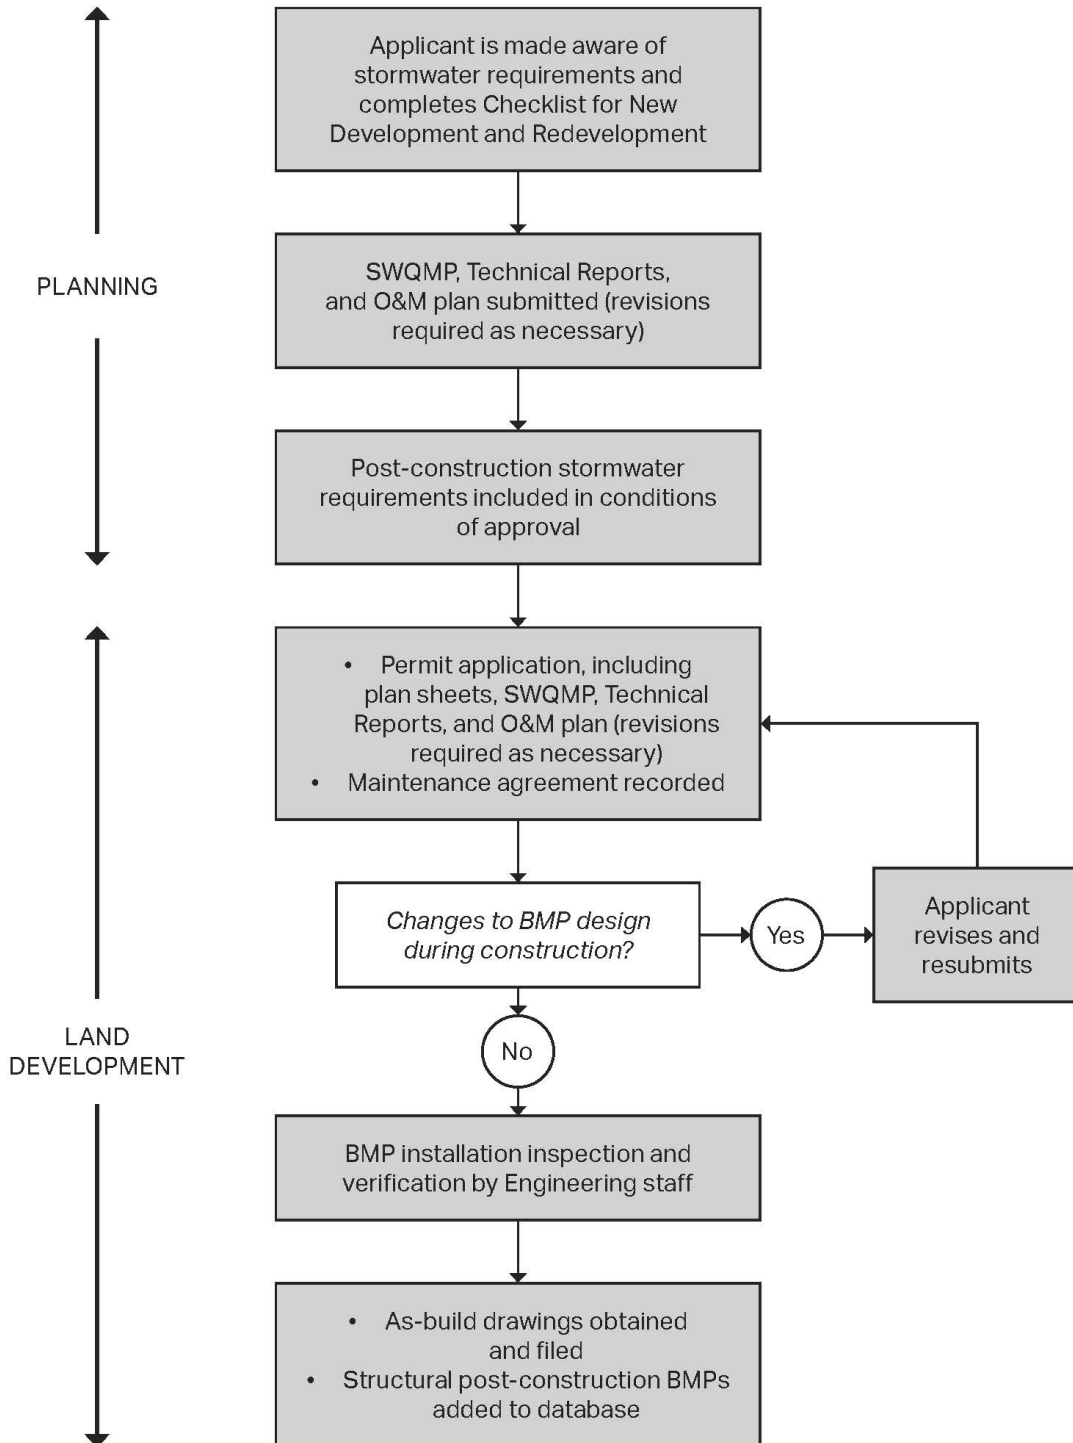 Applicant is made aware of
stormwater requirements and
completes Checklist for New
Development and Redevelopment
PLANNING
SWQMP, Technical Reports,
and O&M plan submitted (revisions
required as necessary)
Post-construction stormwater
requirements included in conditions
of approval
• Permit application, including
plan sheets, SWQMP, Technical
Reports, and O&M plan (revisions
required as necessary)
• Maintenance agreement recorded
Changes to BMP design
during construction?
Yes
Applicant
revises and
resubmits
No
LAND
DEVELOPMENT
BMP installation inspection and
verification by Engineering staff
• As-build drawings obtained
and filed
• Structural post-construction BMPs
added to database